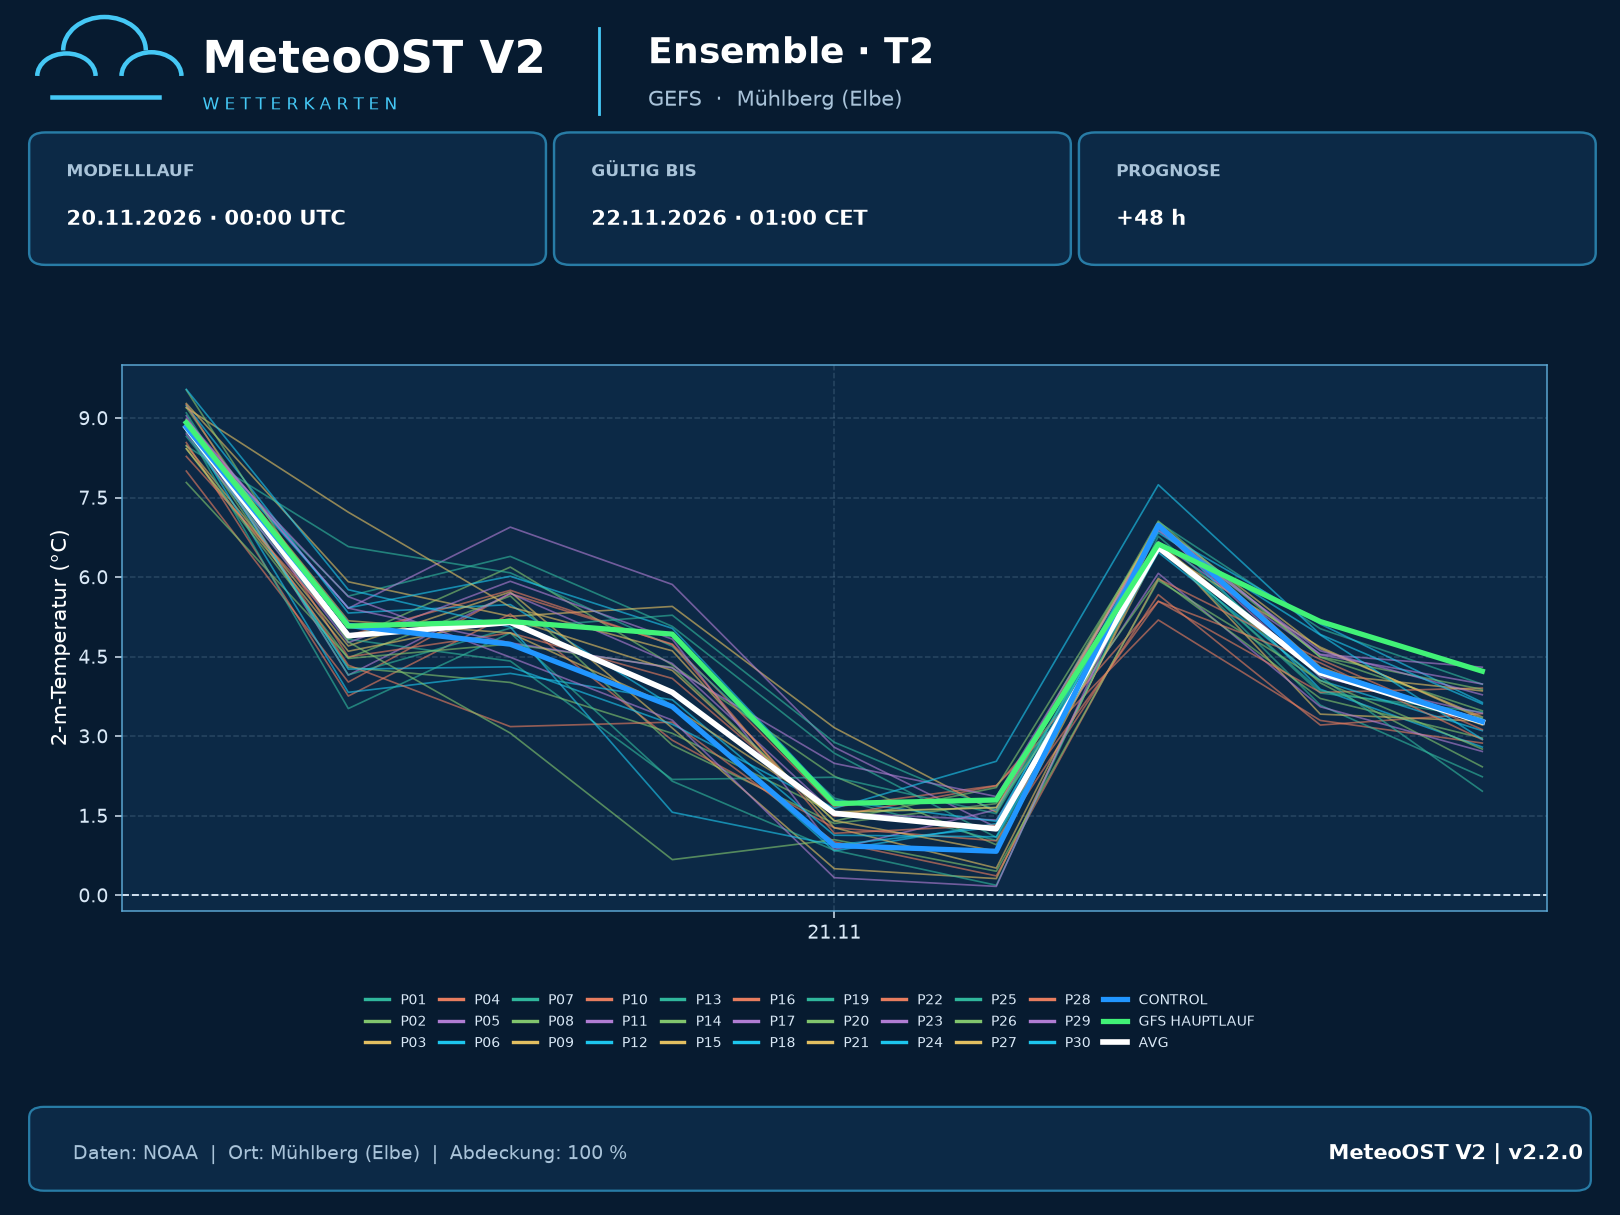 MeteoOST V2
WETTERKARTEN
Ensemble · T2
GEFS · Mühlberg (Elbe)
MODELLLAUF
20.11.2026 · 00:00 UTC
GÜLTIG BIS
22.11.2026 · 01:00 CET
PROGNOSE
+48 h
2-m-Temperatur (°C)
9.0
7.5
6.0
4.5
3.0
1.5
0.0
21.11
P01 P04 P07 P10 P13 P16 P19 P22 P25 P28 CONTROL
P02 P05 P08 P11 P14 P17 P20 P23 P26 P29 GFS HAUPTLAUF
P03 P06 P09 P12 P15 P18 P21 P24 P27 P30 AVG
Daten: NOAA | Ort: Mühlberg (Elbe) | Abdeckung: 100 %
MeteoOST V2 | v2.2.0